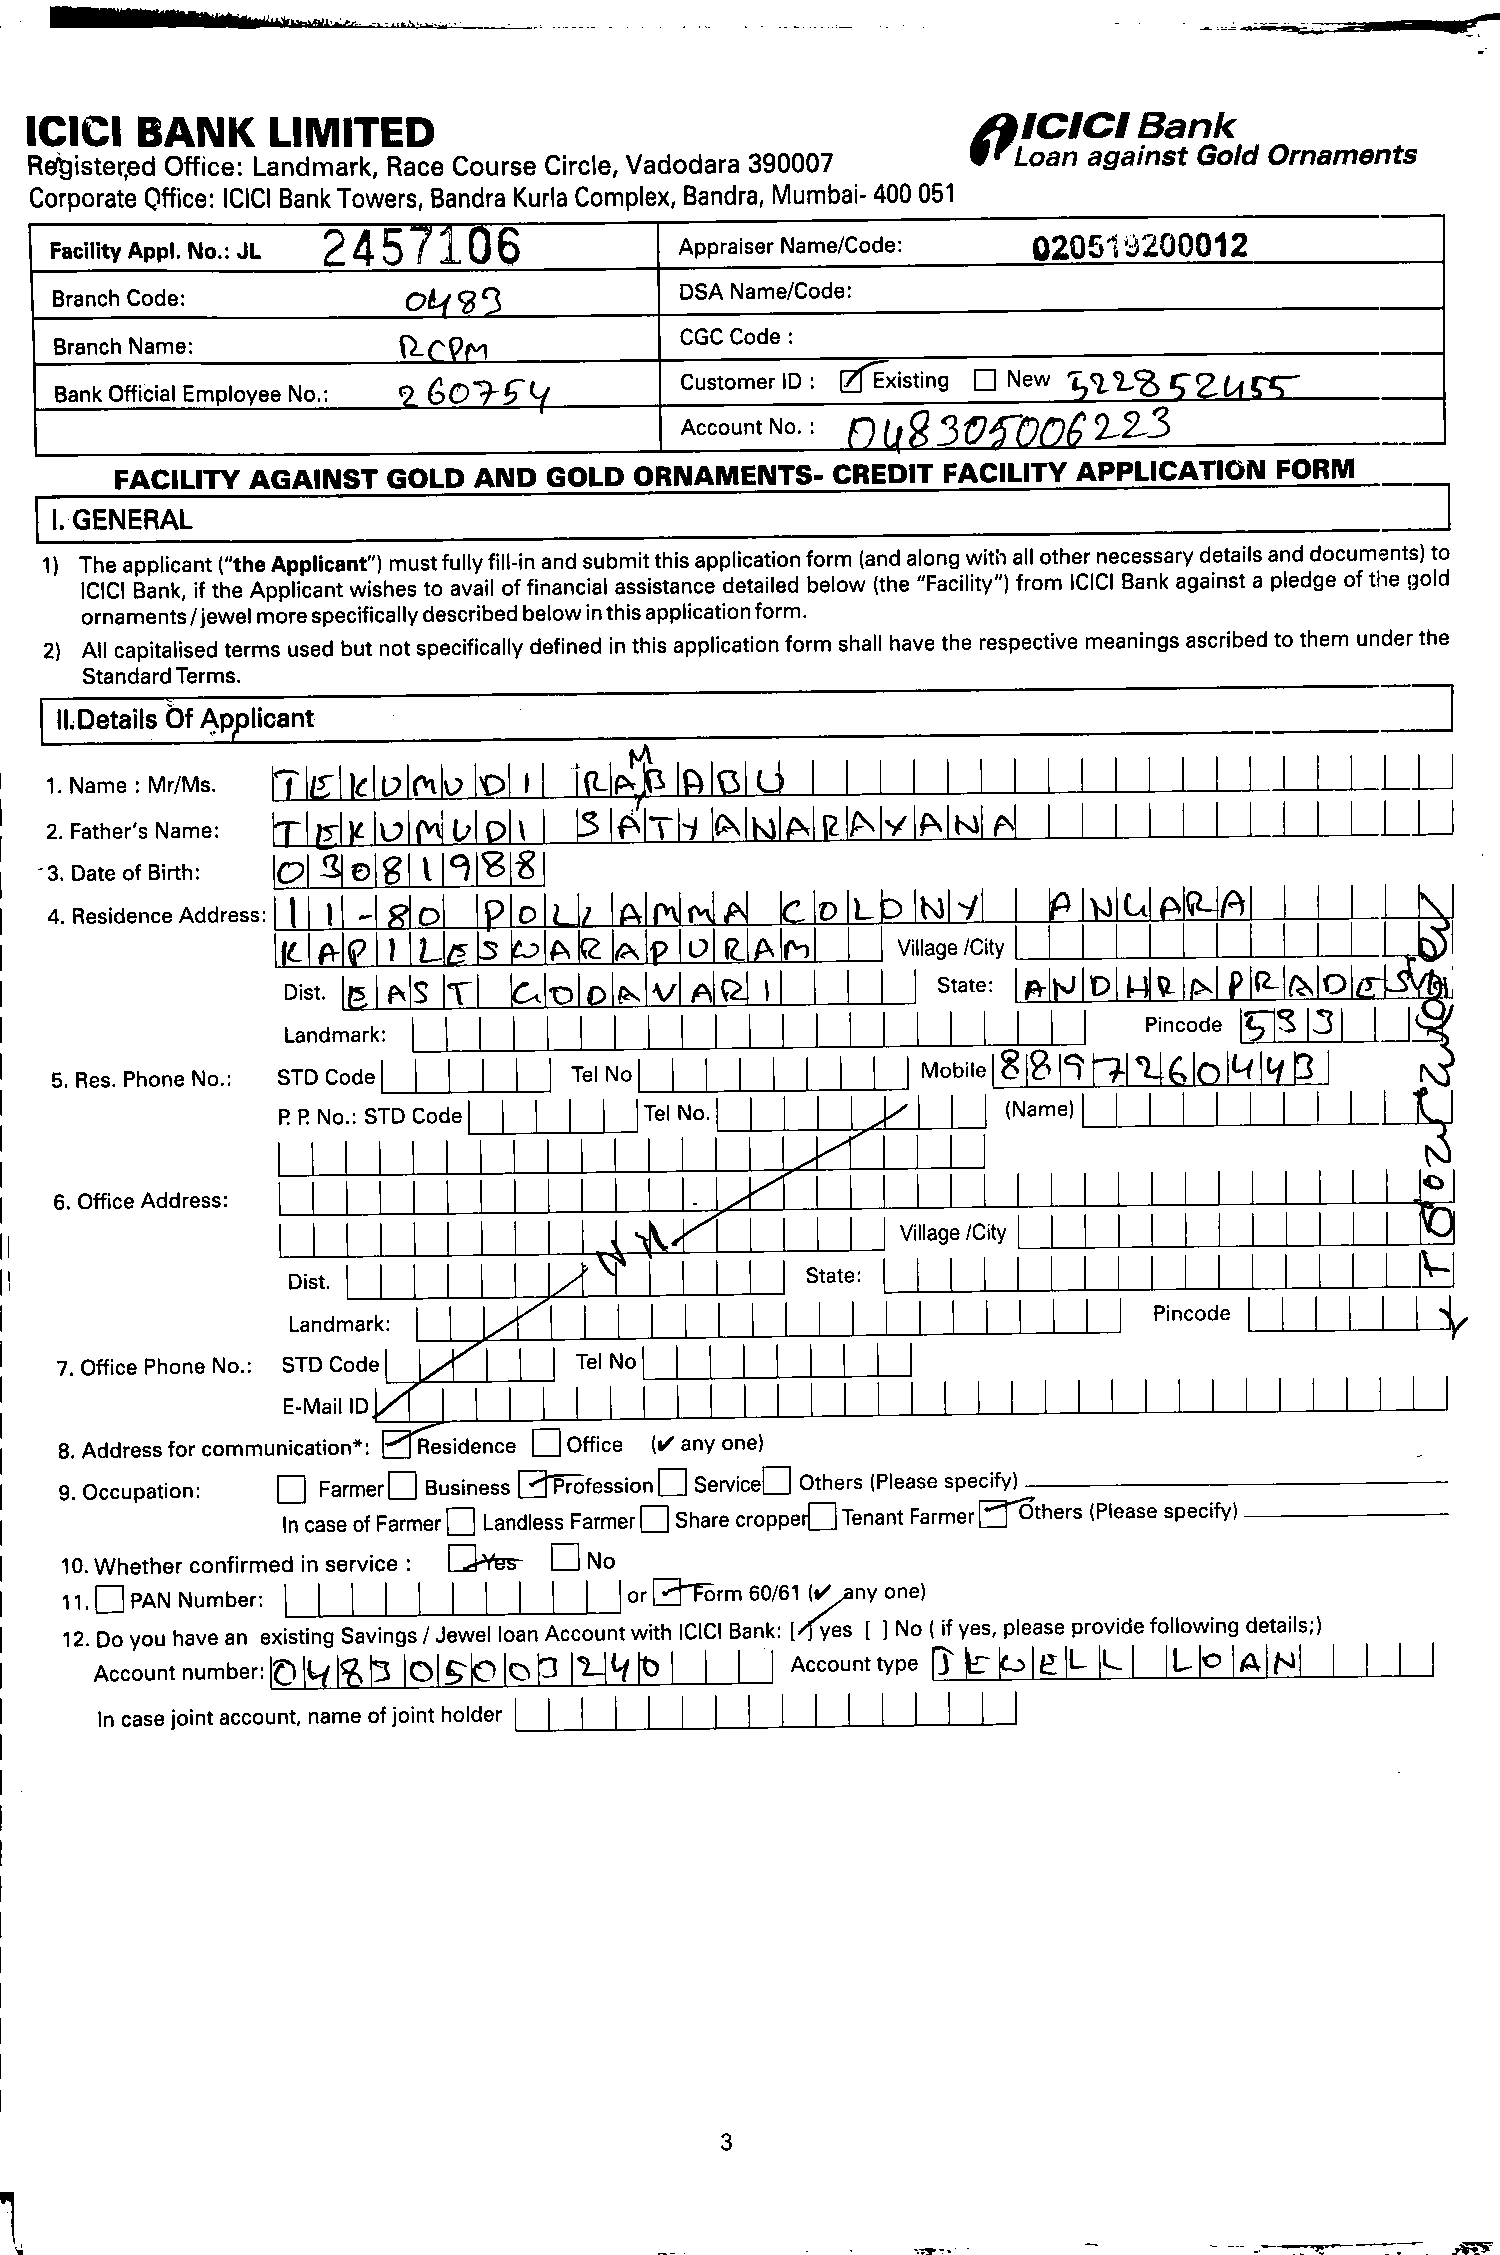 ICICI BANK LIMITED
Registered Office: Landmark, Race Course Circle, Vadodara 390007
Corporate Office: ICICI Bank Towers, Bandra Kurla Complex, Bandra, Mumbai- 400 051
ICICI Bank
Loan against Gold Ornaments
Facility Appl. No.: JL 2457106
Appraiser Name/Code: 020519200012
Branch Code: 0483
DSA Name/Code:
Branch Name: RCPM
CGC Code :
Bank Official Employee No.: 260754
Customer ID : Existing New 522852455
Account No. : 048305006223
FACILITY AGAINST GOLD AND GOLD ORNAMENTS- CREDIT FACILITY APPLICATION FORM
I. GENERAL
1) The applicant ("the Applicant") must fully fill-in and submit this application form (and along with all other necessary details and documents) to
ICICI Bank, if the Applicant wishes to avail of financial assistance detailed below (the "Facility") from ICICI Bank against a pledge of the gold
ornaments / jewel more specifically described below in this application form.
2) All capitalised terms used but not specifically defined in this application form shall have the respective meanings ascribed to them under the
Standard Terms.
II. Details Of Applicant
1. Name : Mr/Ms. TEKUMUDI RAMBABU
2. Father's Name: TEKUMUDI SATYANARAYANA
3. Date of Birth: 03081988
4. Residence Address: 11-80 POLLAMMA COLONY ANGARA
KAPILESWARAPURAM Village /City
Dist. EAST GODAVARI State: ANDHRAPRADESH
Landmark: Pincode 533
5. Res. Phone No.: STD Code Tel No Mobile 8897260443
P. P. No.: STD Code Tel No. (Name)
6. Office Address:
NA
Village /City
Dist. State:
Landmark: Pincode
7. Office Phone No.: STD Code Tel No
E-Mail ID
8. Address for communication*: Residence Office (✔ any one)
9. Occupation: Farmer Business Profession Service Others (Please specify)
In case of Farmer Landless Farmer Share cropper Tenant Farmer Others (Please specify)
10. Whether confirmed in service : Yes No
11. PAN Number: or Form 60/61 (✔ any one)
12. Do you have an existing Savings / Jewel loan Account with ICICI Bank: [✓] yes [ ] No ( if yes, please provide following details;)
Account number: 048305003240 Account type JEWELL LOAN
In case joint account, name of joint holder
3